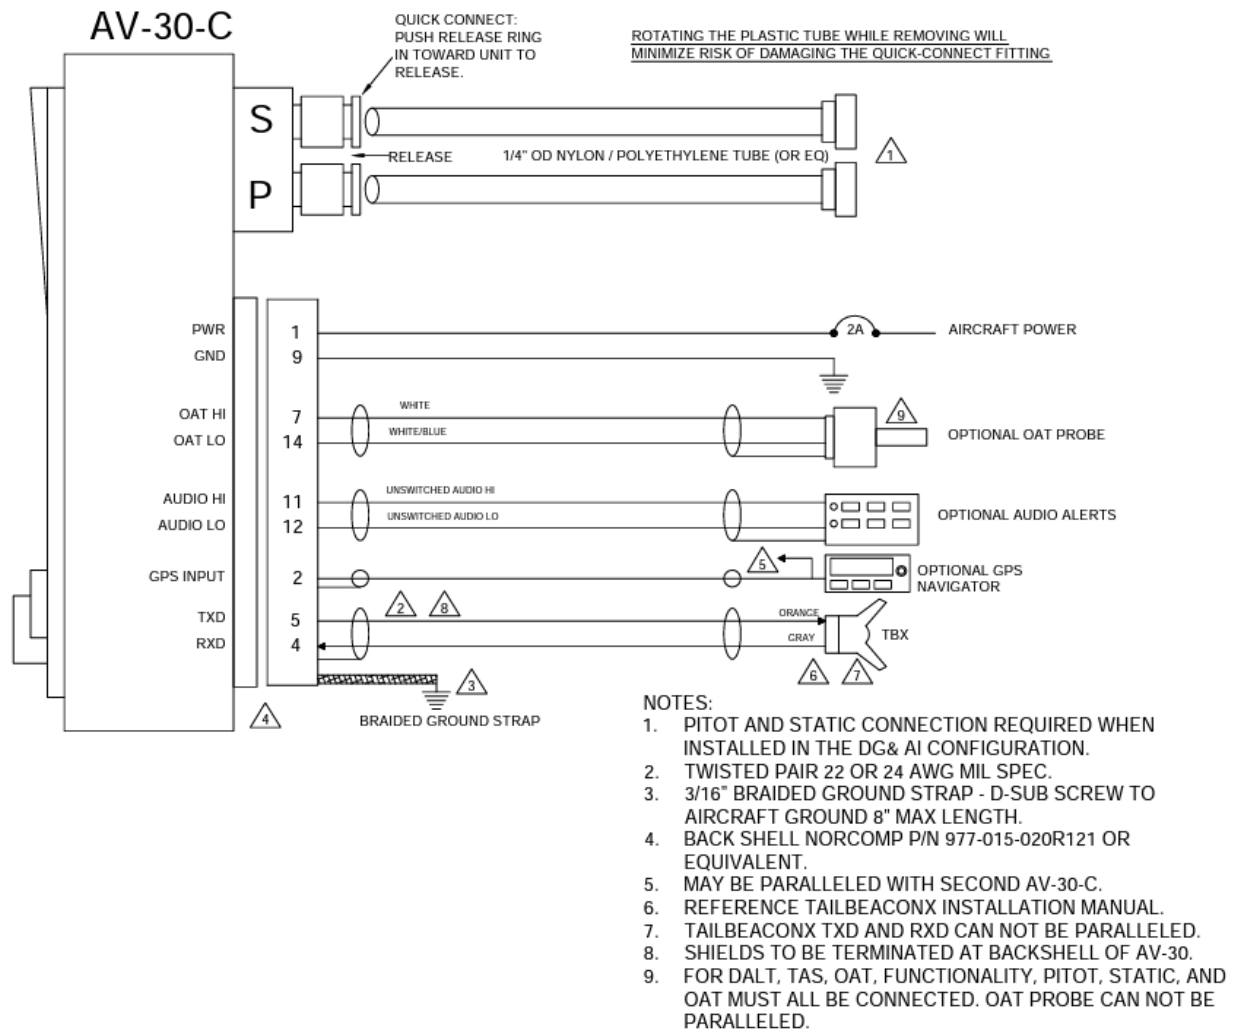 AV-30-C
QUICK CONNECT:
PUSH RELEASE RING
IN TOWARD UNIT TO
RELEASE.
ROTATING THE PLASTIC TUBE WHILE REMOVING WILL
MINIMIZE RISK OF DAMAGING THE QUICK-CONNECT FITTING
S
RELEASE
1/4" OD NYLON / POLYETHYLENE TUBE (OR EQ)
1
P
PWR
1
2A
AIRCRAFT POWER
GND
9
OAT HI
7
WHITE
9
OAT LO
14
WHITE/BLUE
OPTIONAL OAT PROBE
AUDIO HI
11
UNSWITCHED AUDIO HI
AUDIO LO
12
UNSWITCHED AUDIO LO
OPTIONAL AUDIO ALERTS
GPS INPUT
2
5
OPTIONAL GPS
NAVIGATOR
2
8
TXD
5
ORANGE
RXD
4
GRAY
TBX
6
7
3
4
BRAIDED GROUND STRAP
NOTES:
1. PITOT AND STATIC CONNECTION REQUIRED WHEN
INSTALLED IN THE DG& AI CONFIGURATION.
2. TWISTED PAIR 22 OR 24 AWG MIL SPEC.
3. 3/16" BRAIDED GROUND STRAP - D-SUB SCREW TO
AIRCRAFT GROUND 8" MAX LENGTH.
4. BACK SHELL NORCOMP P/N 977-015-020R121 OR
EQUIVALENT.
5. MAY BE PARALLELED WITH SECOND AV-30-C.
6. REFERENCE TAILBEACONX INSTALLATION MANUAL.
7. TAILBEACONX TXD AND RXD CAN NOT BE PARALLELED.
8. SHIELDS TO BE TERMINATED AT BACKSHELL OF AV-30.
9. FOR DALT, TAS, OAT, FUNCTIONALITY, PITOT, STATIC, AND
OAT MUST ALL BE CONNECTED. OAT PROBE CAN NOT BE
PARALLELED.